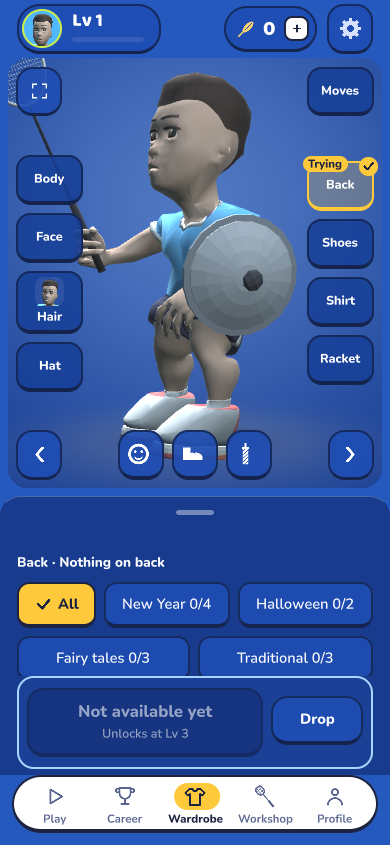 Lv 1
0
+
Moves
Trying
Body
Back
Face
Shoes
Hair
Shirt
Hat
Racket
Back · Nothing on back
All
New Year 0/4
Halloween 0/2
Fairy tales 0/3
Traditional 0/3
Not available yet
Unlocks at Lv 3
Drop
Play
Career
Wardrobe
Workshop
Profile